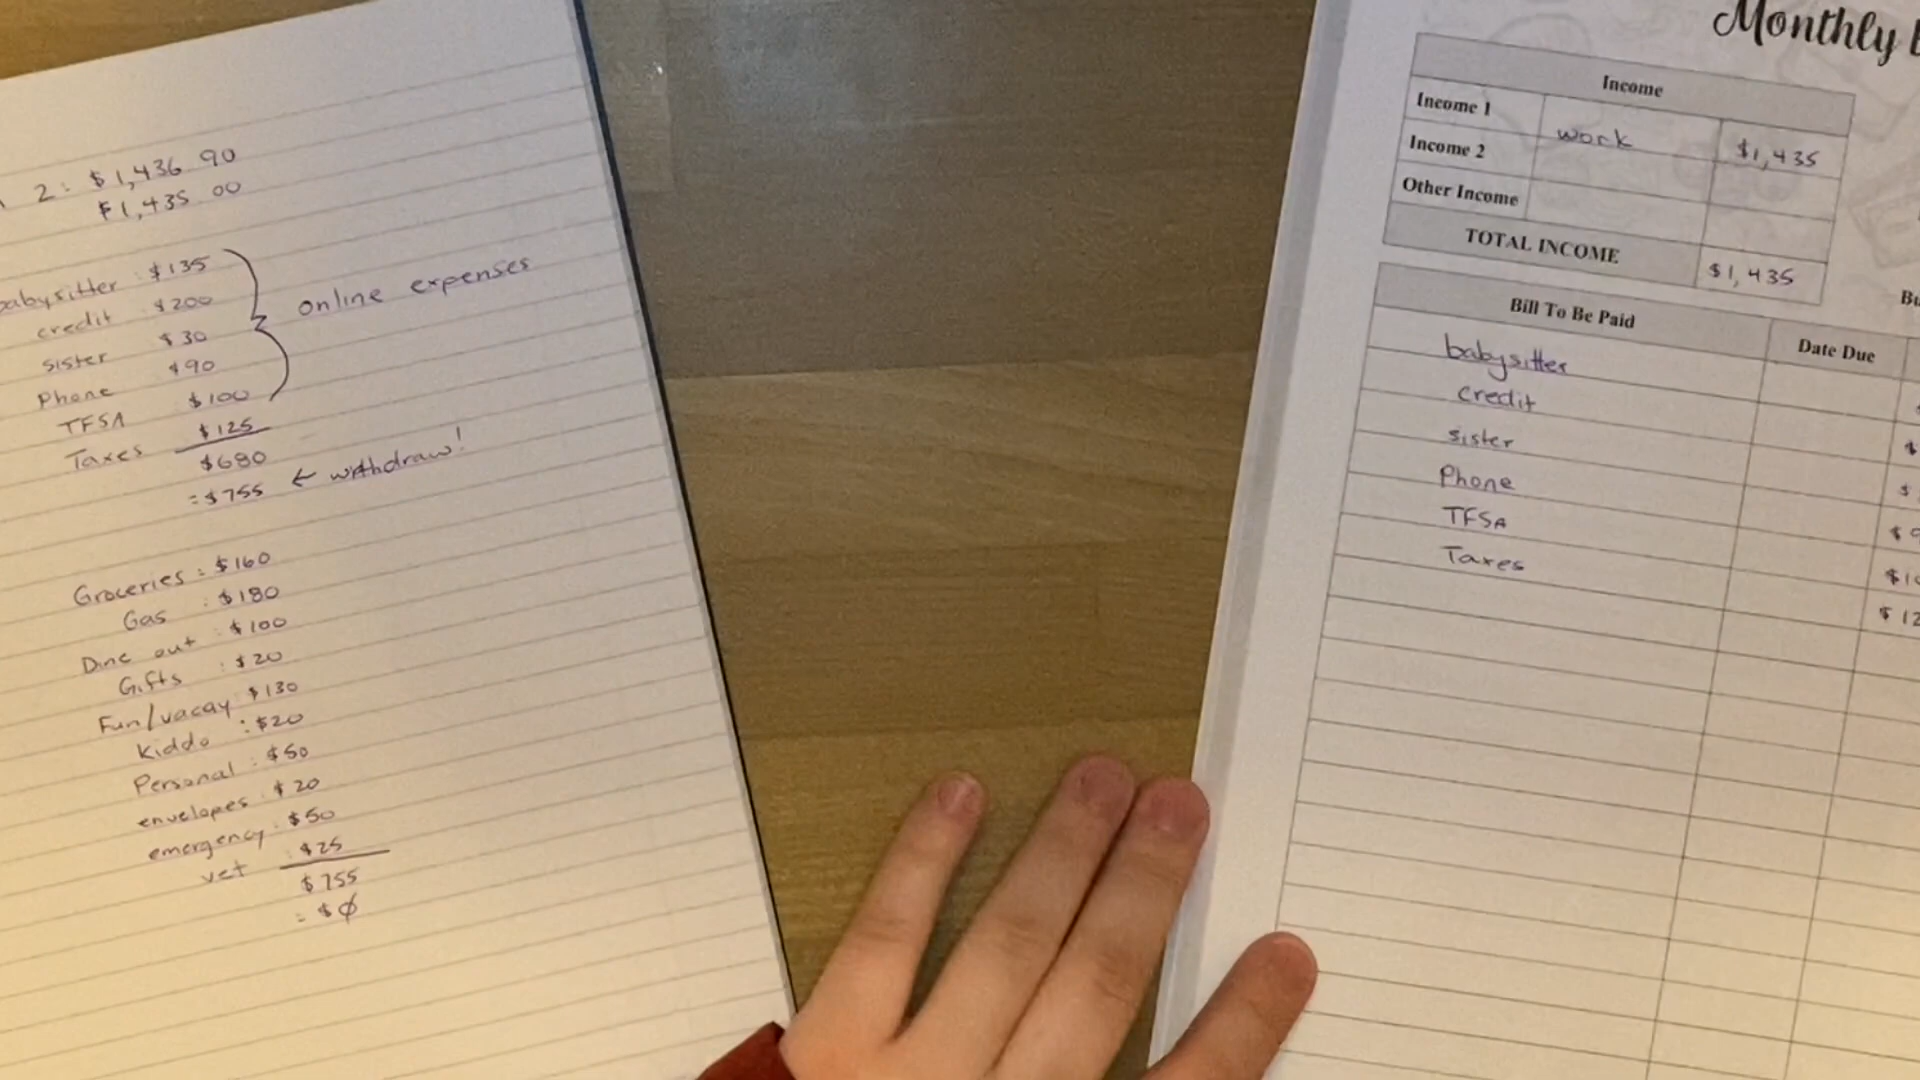 2: $1,436 90
$1,435 00
babysitter : $135
credit $200
sister $30
Phone $90
TFSA $100
Taxes $125
online expenses
$680
= $755 ← withdraw!
Groceries : $160
Gas : $180
Dine out : $100
Gifts : $20
Fun/vacay : $130
Kiddo : $20
Personal : $50
envelopes : $20
emergency : $50
vet : $25
$755
= $0
Monthly
Income
Income 1 work $1,435
Income 2
Other Income
TOTAL INCOME $1,435
Bill To Be Paid Date Due
babysitter
credit
sister
Phone
TFSA
Taxes